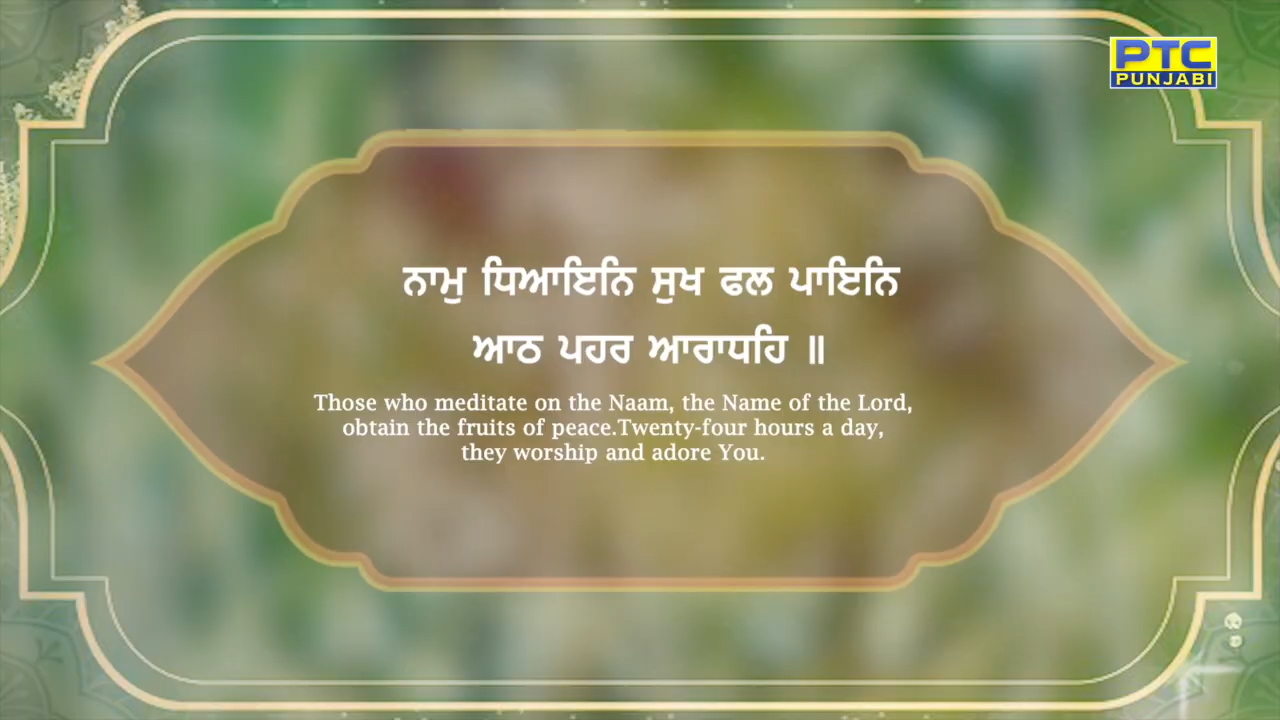 PTC
PUNJABI
ਨਾਮੁ ਧਿਆਇਨਿ ਸੁਖ ਫਲ ਪਾਇਨਿ
ਆਠ ਪਹਰ ਆਰਾਧਹਿ ॥
Those who meditate on the Naam, the Name of the Lord,
obtain the fruits of peace.Twenty-four hours a day,
they worship and adore You.